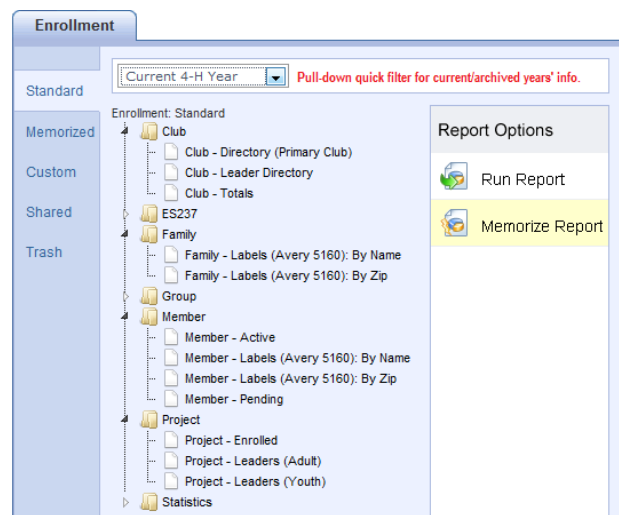 Enrollment
Standard
Memorized
Custom
Shared
Trash
Current 4-H Year
Pull-down quick filter for current/archived years' info.
Enrollment: Standard
Club
Club - Directory (Primary Club)
Club - Leader Directory
Club - Totals
ES237
Family
Family - Labels (Avery 5160): By Name
Family - Labels (Avery 5160): By Zip
Group
Member
Member - Active
Member - Labels (Avery 5160): By Name
Member - Labels (Avery 5160): By Zip
Member - Pending
Project
Project - Enrolled
Project - Leaders (Adult)
Project - Leaders (Youth)
Statistics
Report Options
Run Report
Memorize Report